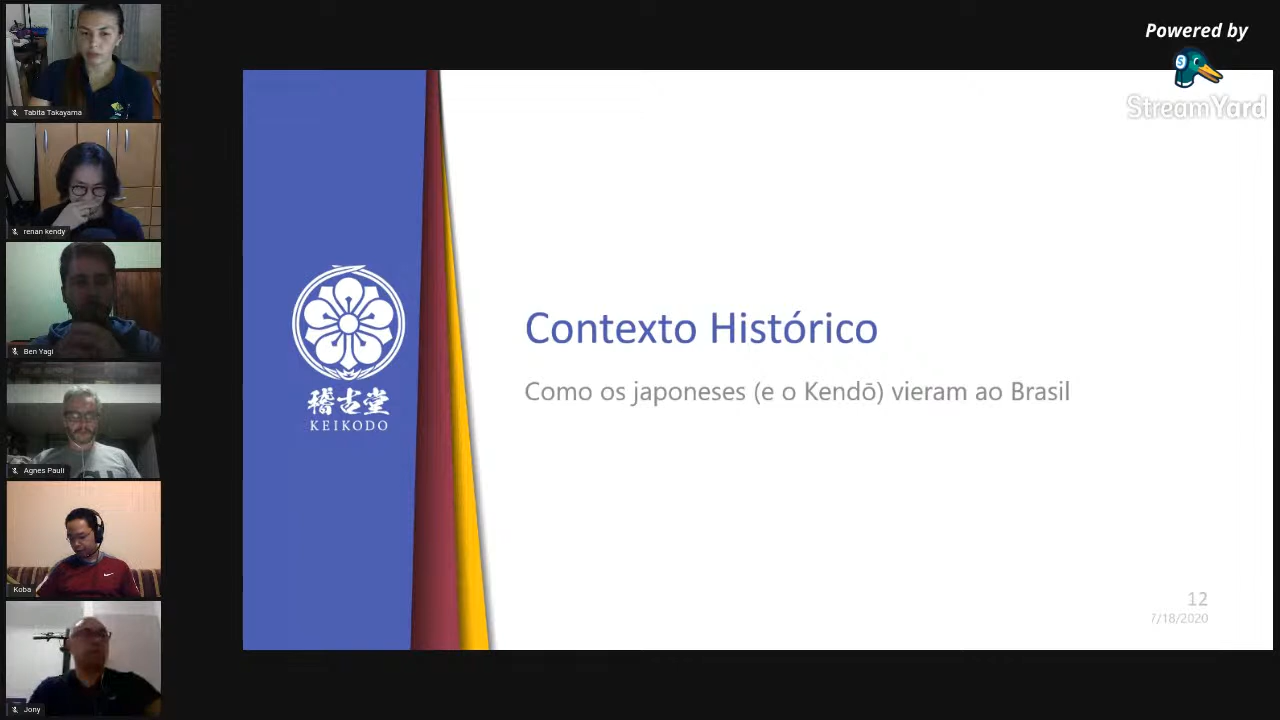 Powered by
StreamYard
Tabita Takayama
renan kendy
Ben Yagi
Agnes Pauli
Koba
Jony
稽古堂
KEIKODO
Contexto Histórico
Como os japoneses (e o Kendō) vieram ao Brasil
12
7/18/2020